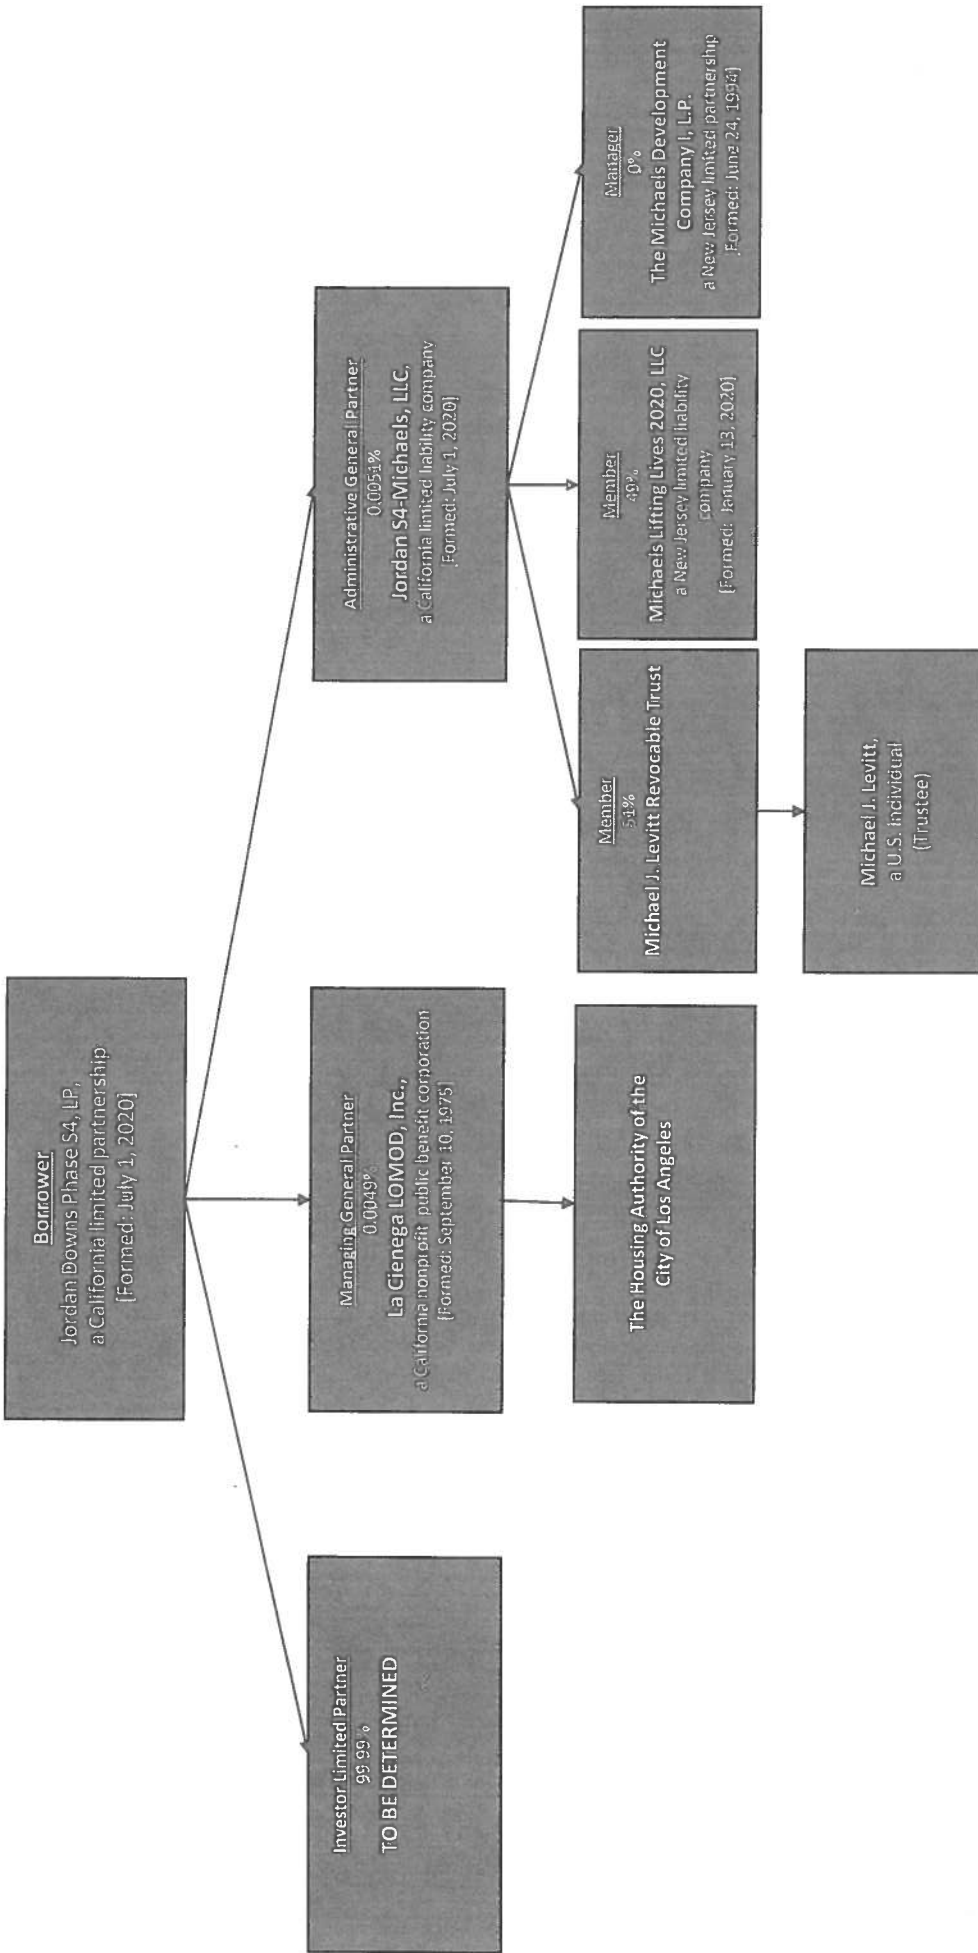 Borrower
Jordan Downs Phase S4, LP,
a California limited partnership
[Formed: July 1, 2020]
Investor Limited Partner
99.99%
TO BE DETERMINED
Managing General Partner
0.0049%
La Cienega LOMOD, Inc.,
a California nonprofit public benefit corporation
[Formed: September 10, 1975]
Administrative General Partner
0.0051%
Jordan S4-Michaels, LLC,
a California limited liability company
[Formed: July 1, 2020]
The Housing Authority of the
City of Los Angeles
Member
51%
Michael J. Levitt Revocable Trust
Member
49%
Michaels Lifting Lives 2020, LLC
a New Jersey limited liability
company
[Formed: January 13, 2020]
Manager
0%
The Michaels Development
Company I, L.P.
a New Jersey limited partnership
[Formed: June 24, 1994]
Michael J. Levitt,
a U.S. Individual
(Trustee)